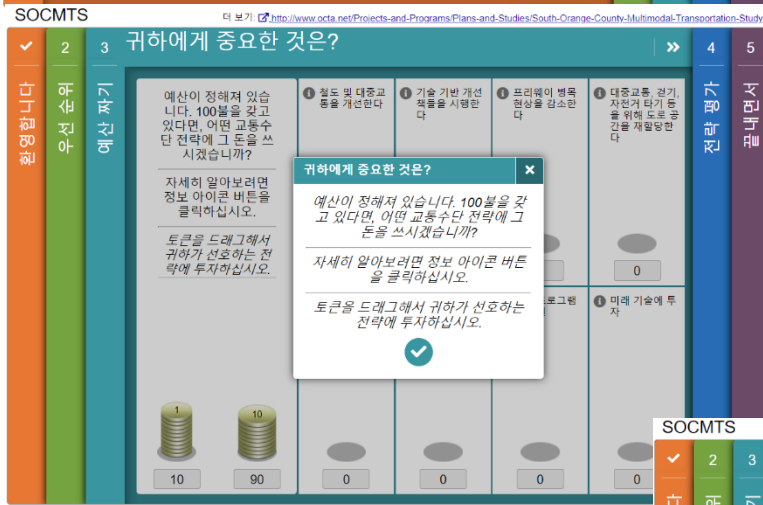 SOCMTS
더 보기: http://www.octa.net/Projects-and-Programs/Plans-and-Studies/South-Orange-County-Multimodal-Transportation-Study
환영합니다
2
우선 순위
3
예산 짜기
귀하에게 중요한 것은?
4
전략 평가
5
끝내면서
예산이 정해져 있습
니다. 100불을 갖고
있다면, 어떤 교통수
단 전략에 그 돈을 쓰
시겠습니까?
자세히 알아보려면
정보 아이콘 버튼을
클릭하십시오.
토큰을 드래그해서
귀하가 선호하는 전
략에 투자하십시오.
1
10
10
90
철도 및 대중교
통을 개선한다
기술 기반 개선
책들을 시행한
다
프리웨이 병목
현상을 감소한
다
대중교통, 걷기,
자전거 타기 등
을 위해 도로 공
간을 재할당한
다
0
귀하에게 중요한 것은?
예산이 정해져 있습니다. 100불을 갖
고 있다면, 어떤 교통수단 전략에 그
돈을 쓰시겠습니까?
자세히 알아보려면 정보 아이콘 버튼
을 클릭하십시오.
토큰을 드래그해서 귀하가 선호하는
전략에 투자하십시오.
로그램
미래 기술에 투
자
0
0
0
0
SOCMTS
2
3